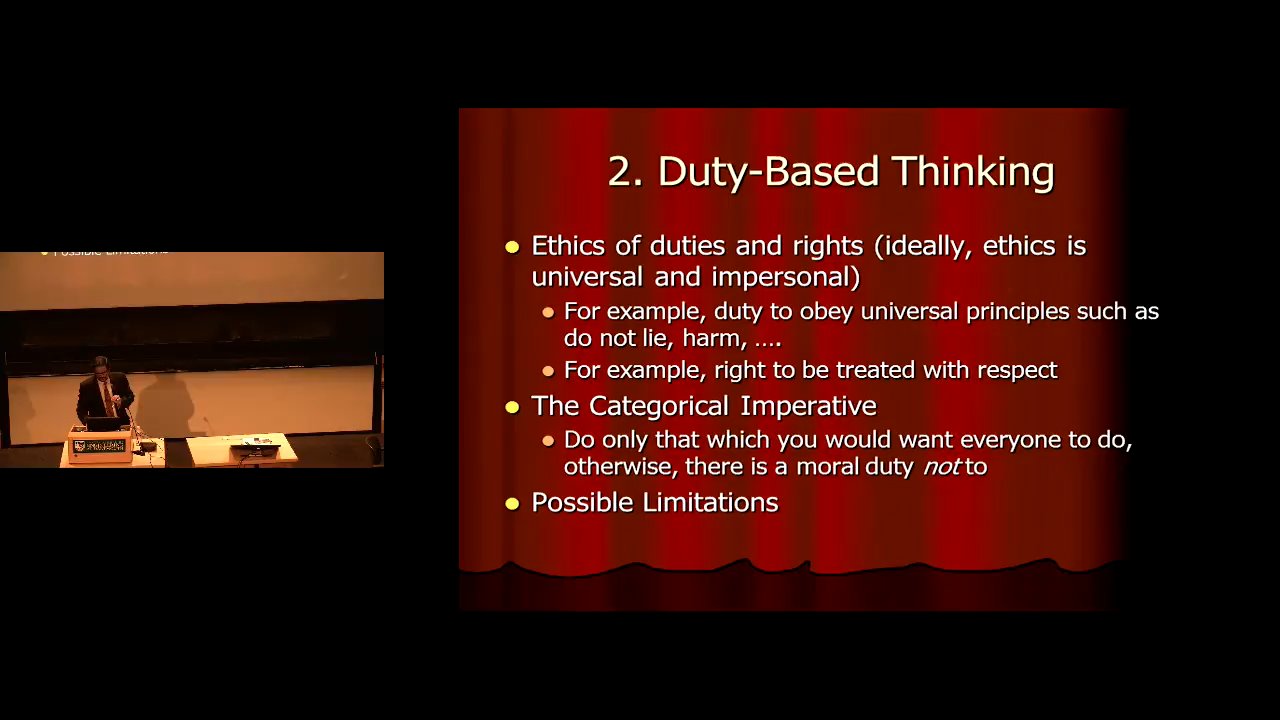 2. Duty-Based Thinking
Ethics of duties and rights (ideally, ethics is
universal and impersonal)
For example, duty to obey universal principles such as
do not lie, harm, ....
For example, right to be treated with respect
The Categorical Imperative
Do only that which you would want everyone to do,
otherwise, there is a moral duty not to
Possible Limitations
Possible Limitations